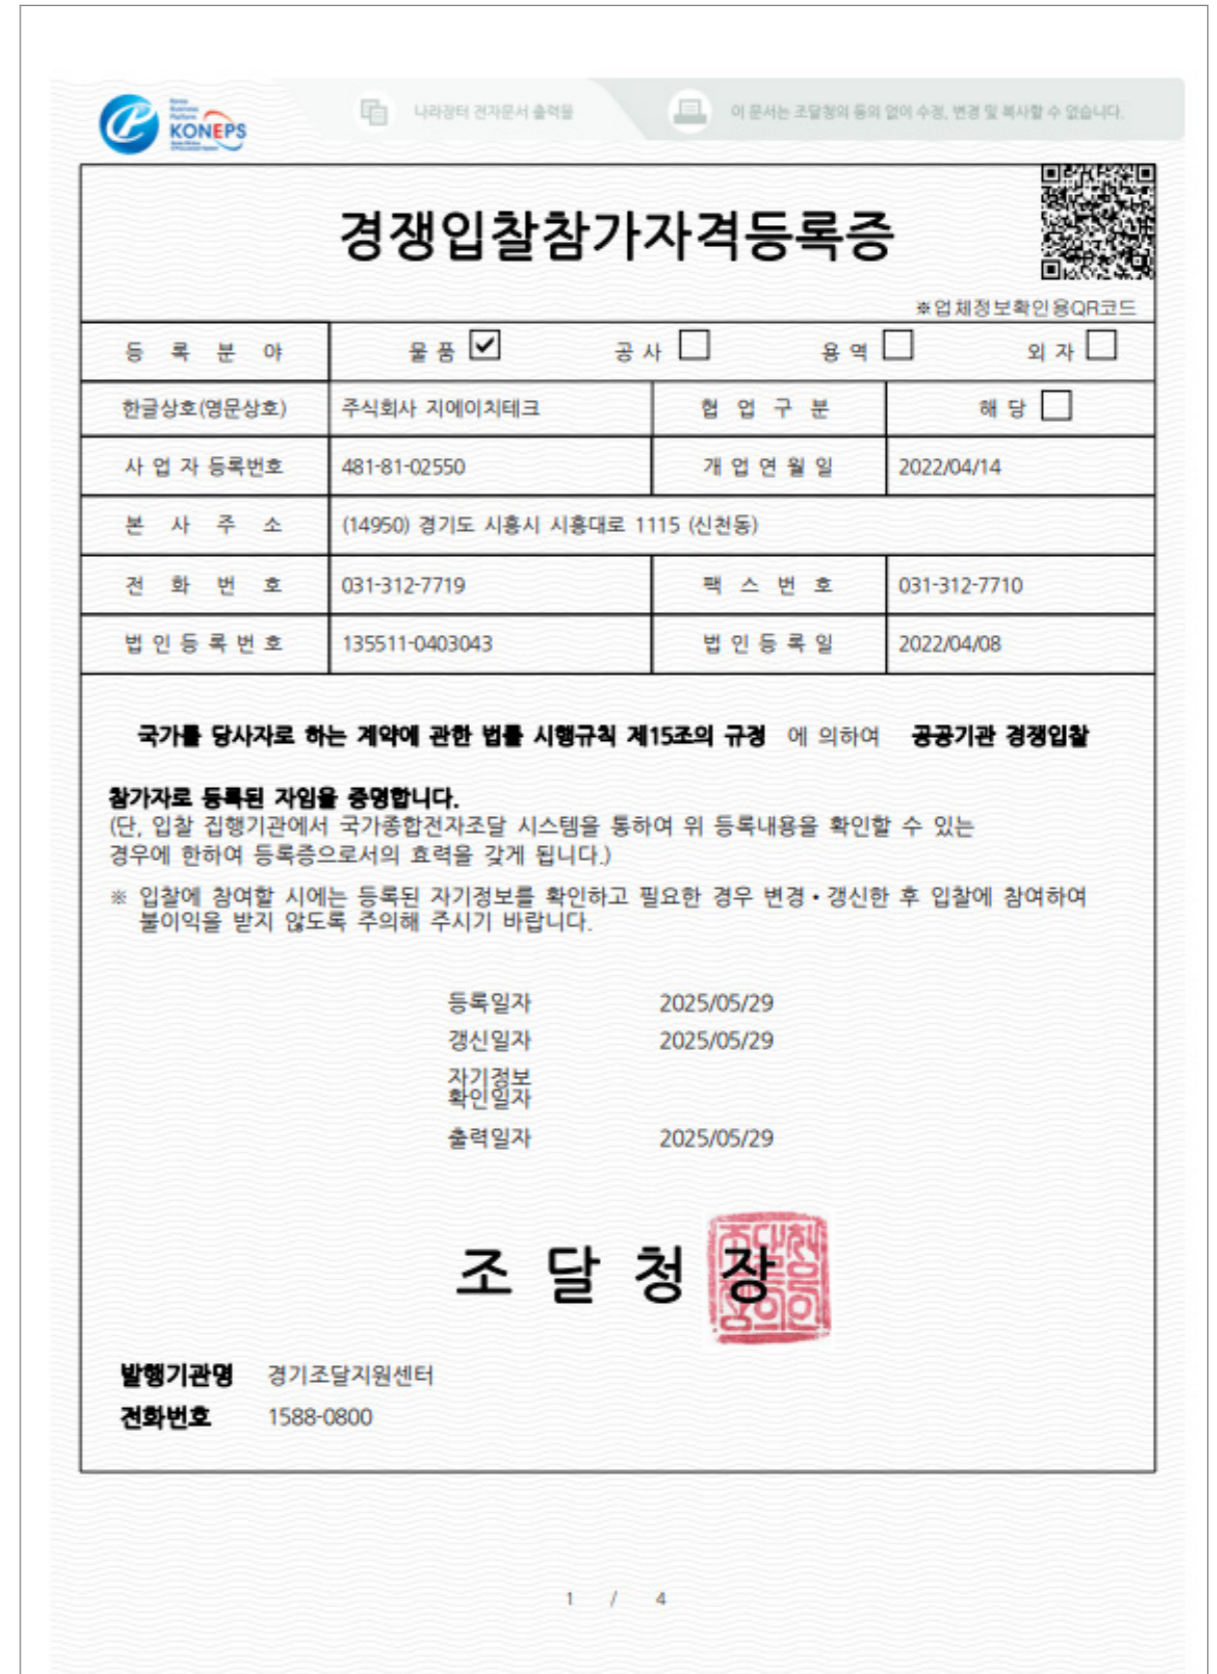 KONEPS
나라장터 전자문서 출력물
이 문서는 조달청의 동의 없이 수정, 변경 및 복사할 수 없습니다.
경쟁입찰참가자격등록증
※업체정보확인용QR코드
등 록 분 야 물 품 공 사 용 역 외 자
한글상호(영문상호) 주식회사 지에이치테크 협 업 구 분 해 당
사 업 자 등록번호 481-81-02550 개 업 연 월 일 2022/04/14
본 사 주 소 (14950) 경기도 시흥시 시흥대로 1115 (신천동)
전 화 번 호 031-312-7719 팩 스 번 호 031-312-7710
법 인 등 록 번 호 135511-0403043 법 인 등 록 일 2022/04/08
국가를 당사자로 하는 계약에 관한 법률 시행규칙 제15조의 규정 에 의하여 공공기관 경쟁입찰
참가자로 등록된 자임을 증명합니다.
(단, 입찰 집행기관에서 국가종합전자조달 시스템을 통하여 위 등록내용을 확인할 수 있는
경우에 한하여 등록증으로서의 효력을 갖게 됩니다.)
※ 입찰에 참여할 시에는 등록된 자기정보를 확인하고 필요한 경우 변경•갱신한 후 입찰에 참여하여
불이익을 받지 않도록 주의해 주시기 바랍니다.
등록일자 2025/05/29
갱신일자 2025/05/29
자기정보
확인일자
출력일자 2025/05/29
조 달 청 장
발행기관명 경기조달지원센터
전화번호 1588-0800
1 / 4